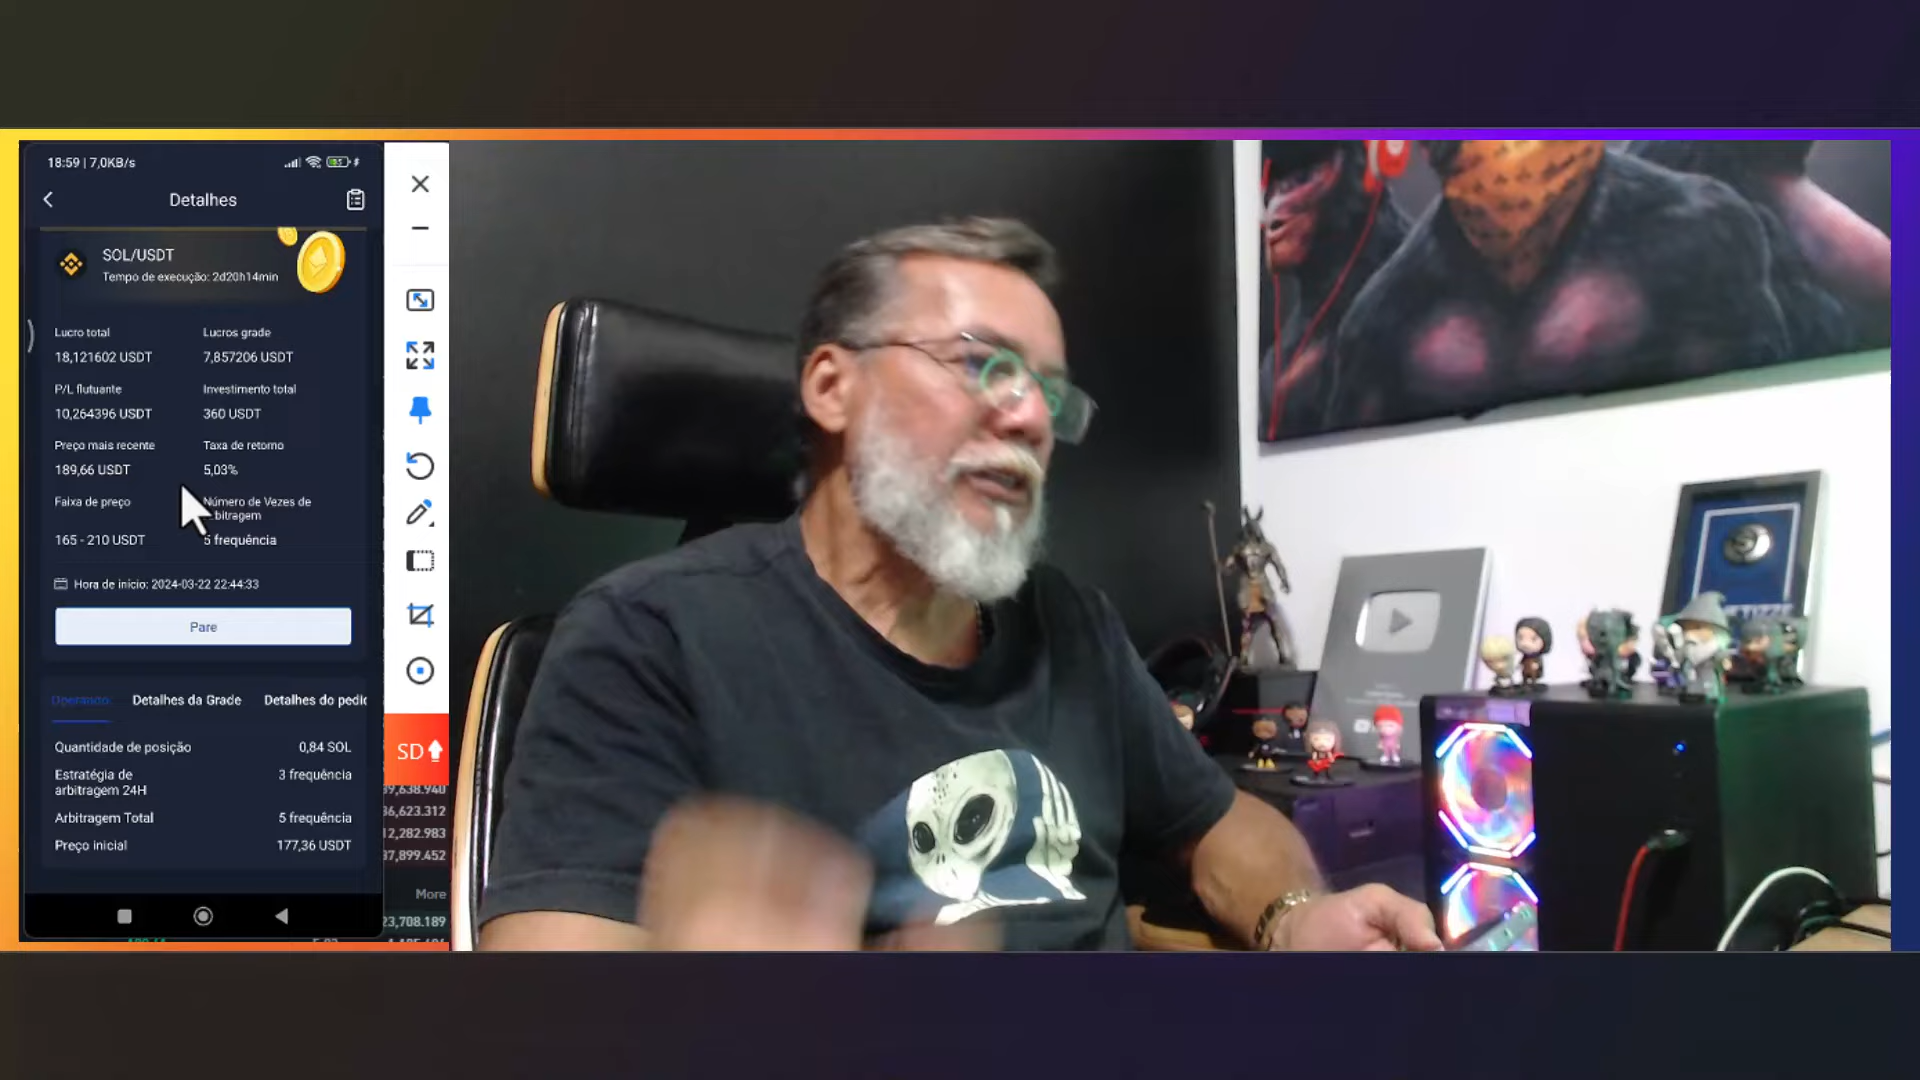 18:59 | 7,0KB/s
Detalhes
SOL/USDT
Tempo de execução: 2d20h14min
Lucro total
Lucros grade
18,121602 USDT
7,857206 USDT
P/L flutuante
Investimento total
10,264396 USDT
360 USDT
Preço mais recente
Taxa de retorno
189,66 USDT
5,03%
Faixa de preço
Número de Vezes de
bitragem
165 - 210 USDT
5 frequência
Hora de início: 2024-03-22 22:44:33
Pare
Operando
Detalhes da Grade
Detalhes do pedic
Quantidade de posição
0,84 SOL
Estratégia de
arbitragem 24H
3 frequência
Arbitragem Total
5 frequência
Preço inicial
177,36 USDT
SD
39,638.940
36,623.312
12,282.983
37,899.452
More
23,708.189